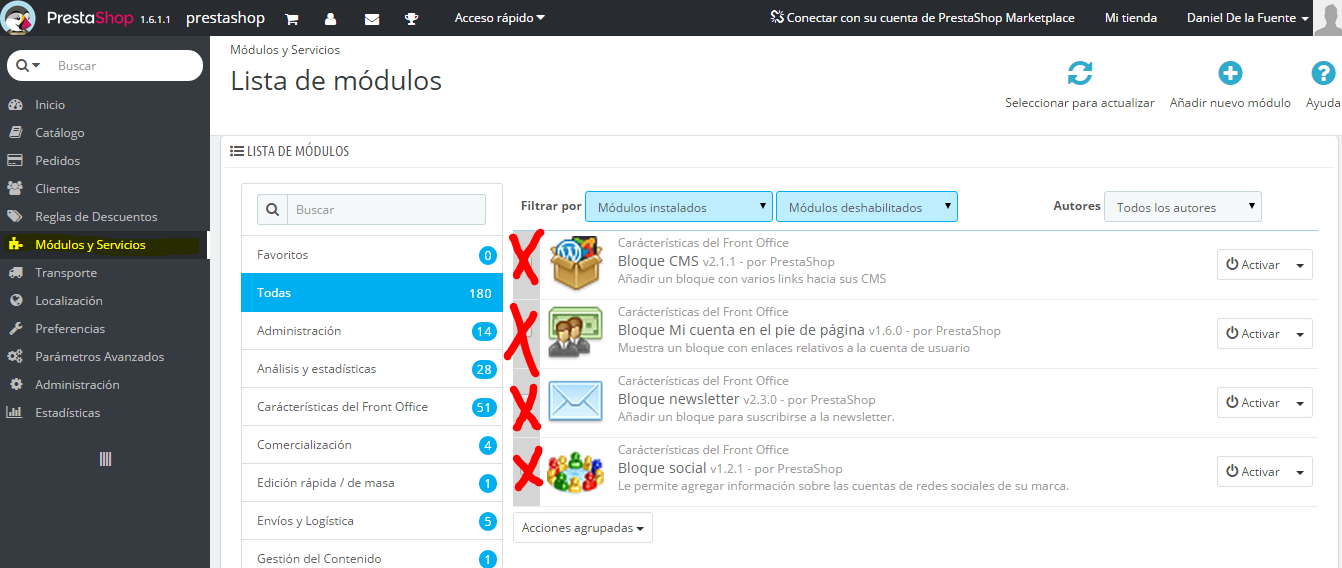 PrestaShop 1.6.1.1 prestashop Acceso rápido Conectar con su cuenta de PrestaShop Marketplace Mi tienda Daniel De la Fuente
Buscar
Inicio
Catálogo
Pedidos
Clientes
Reglas de Descuentos
Módulos y Servicios
Transporte
Localización
Preferencias
Parámetros Avanzados
Administración
Estadísticas
Módulos y Servicios
Lista de módulos
Seleccionar para actualizar Añadir nuevo módulo Ayuda
LISTA DE MÓDULOS
Buscar
Favoritos 0
Todas 180
Administración 14
Análisis y estadísticas 28
Carácterísticas del Front Office 51
Comercialización 4
Edición rápida / de masa 1
Envíos y Logística 5
Gestión del Contenido 1
Filtrar por Módulos instalados Módulos deshabilitados Autores Todos los autores
Carácterísticas del Front Office
Bloque CMS v2.1.1 - por PrestaShop
Añadir un bloque con varios links hacia sus CMS
Activar
Carácterísticas del Front Office
Bloque Mi cuenta en el pie de página v1.6.0 - por PrestaShop
Muestra un bloque con enlaces relativos a la cuenta de usuario
Activar
Carácterísticas del Front Office
Bloque newsletter v2.3.0 - por PrestaShop
Añadir un bloque para suscribirse a la newsletter.
Activar
Carácterísticas del Front Office
Bloque social v1.2.1 - por PrestaShop
Le permite agregar información sobre las cuentas de redes sociales de su marca.
Activar
Acciones agrupadas